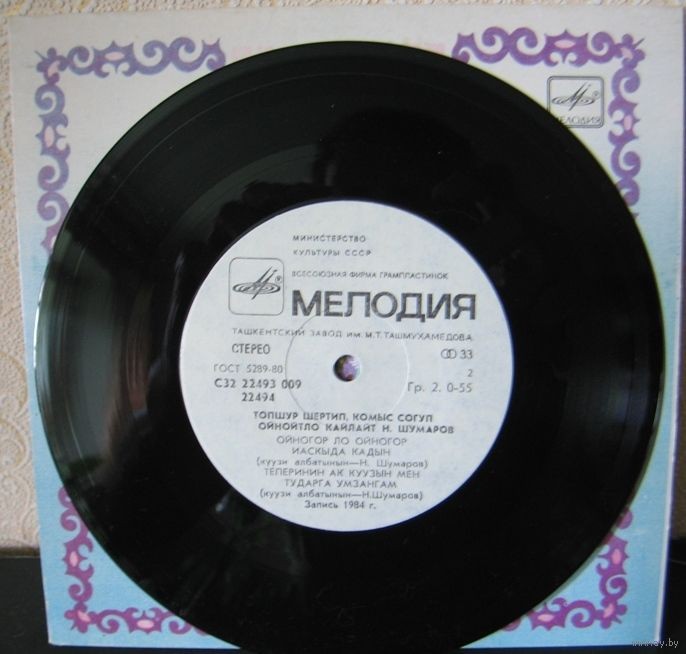 МЕЛОДИЯ
МИНИСТЕРСТВО
КУЛЬТУРЫ СССР
ВСЕСОЮЗНАЯ ФИРМА ГРАМПЛАСТИНОК
МЕЛОДИЯ
ТАШКЕНТСКИЙ ЗАВОД ИМ. М.Т. ТАШМУХАМЕДОВА
СТЕРЕО 33
ГОСТ 5289-80 2
С32 22493 009 Гр. 2. 0-55
22494
ТОПШУР ШЕРТИП, КОМЫС СОГУП
ОЙНОЙТЛО КАЙЛАЙТ Н. ШУМАРОВ
ОЙНОГОР ЛО ОЙНОГОР
ИАСКЫДА КАДЫН
(куузи албатынын—Н. Шумаров)
ТЕПЕРИНИН АК КУУЗЫН МЕН
ТУДАРГА УМЗАНГАМ
(куузи албатынын—Н.Шумаров)
Запись 1984 г.